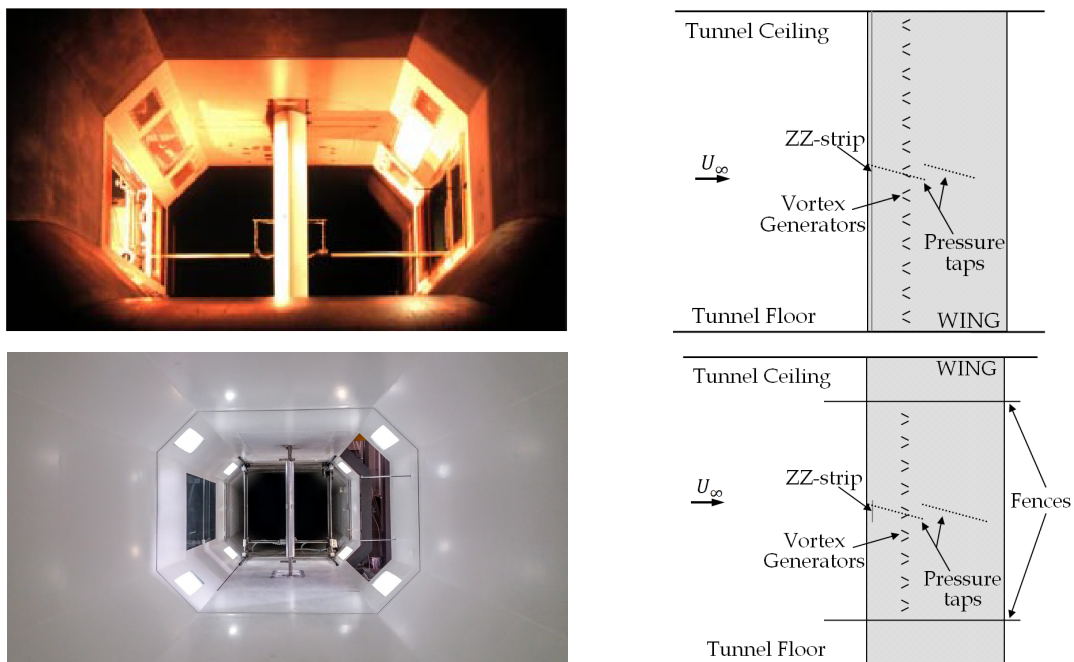 Tunnel Ceiling
ZZ-strip
U∞
Vortex
Generators
Pressure
taps
Tunnel Floor
WING
WING
Tunnel Ceiling
ZZ-strip
U∞
Fences
Vortex
Generators
Pressure
taps
Tunnel Floor